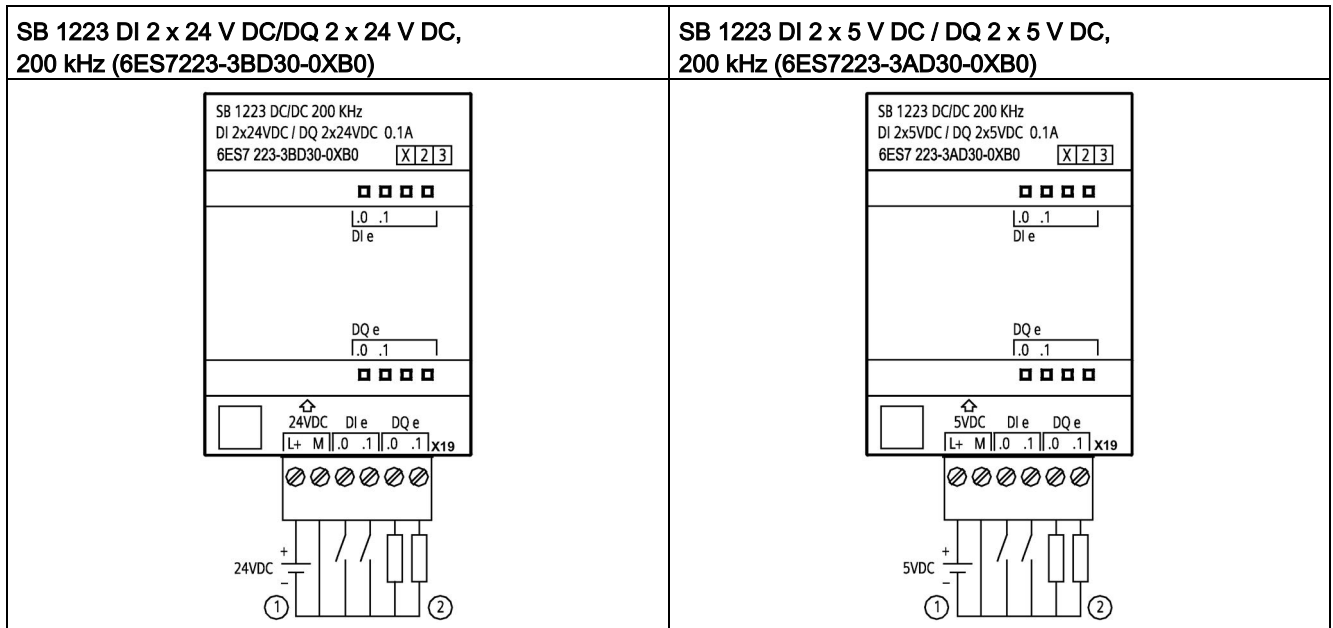 SB 1223 DI 2 x 24 V DC/DQ 2 x 24 V DC,
200 kHz (6ES7223-3BD30-0XB0)
SB 1223 DC/DC 200 KHz
DI 2x24VDC / DQ 2x24VDC 0.1A
6ES7 223-3BD30-0XB0 X 2 3
.0 .1
DI e
DQ e
.0 .1
24VDC DI e DQ e
L+ M .0 .1 .0 .1 X19
+
24VDC
–
① ②
SB 1223 DI 2 x 5 V DC / DQ 2 x 5 V DC,
200 kHz (6ES7223-3AD30-0XB0)
SB 1223 DC/DC 200 KHz
DI 2x5VDC / DQ 2x5VDC 0.1A
6ES7 223-3AD30-0XB0 X 2 3
.0 .1
DI e
DQ e
.0 .1
5VDC DI e DQ e
L+ M .0 .1 .0 .1 X19
+
5VDC
–
① ②